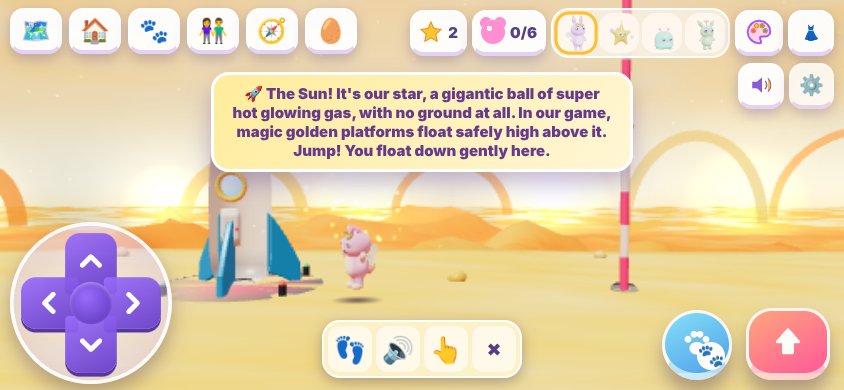 2
0/6
🚀 The Sun! It's our star, a gigantic ball of super
hot glowing gas, with no ground at all. In our game,
magic golden platforms float safely high above it.
Jump! You float down gently here.